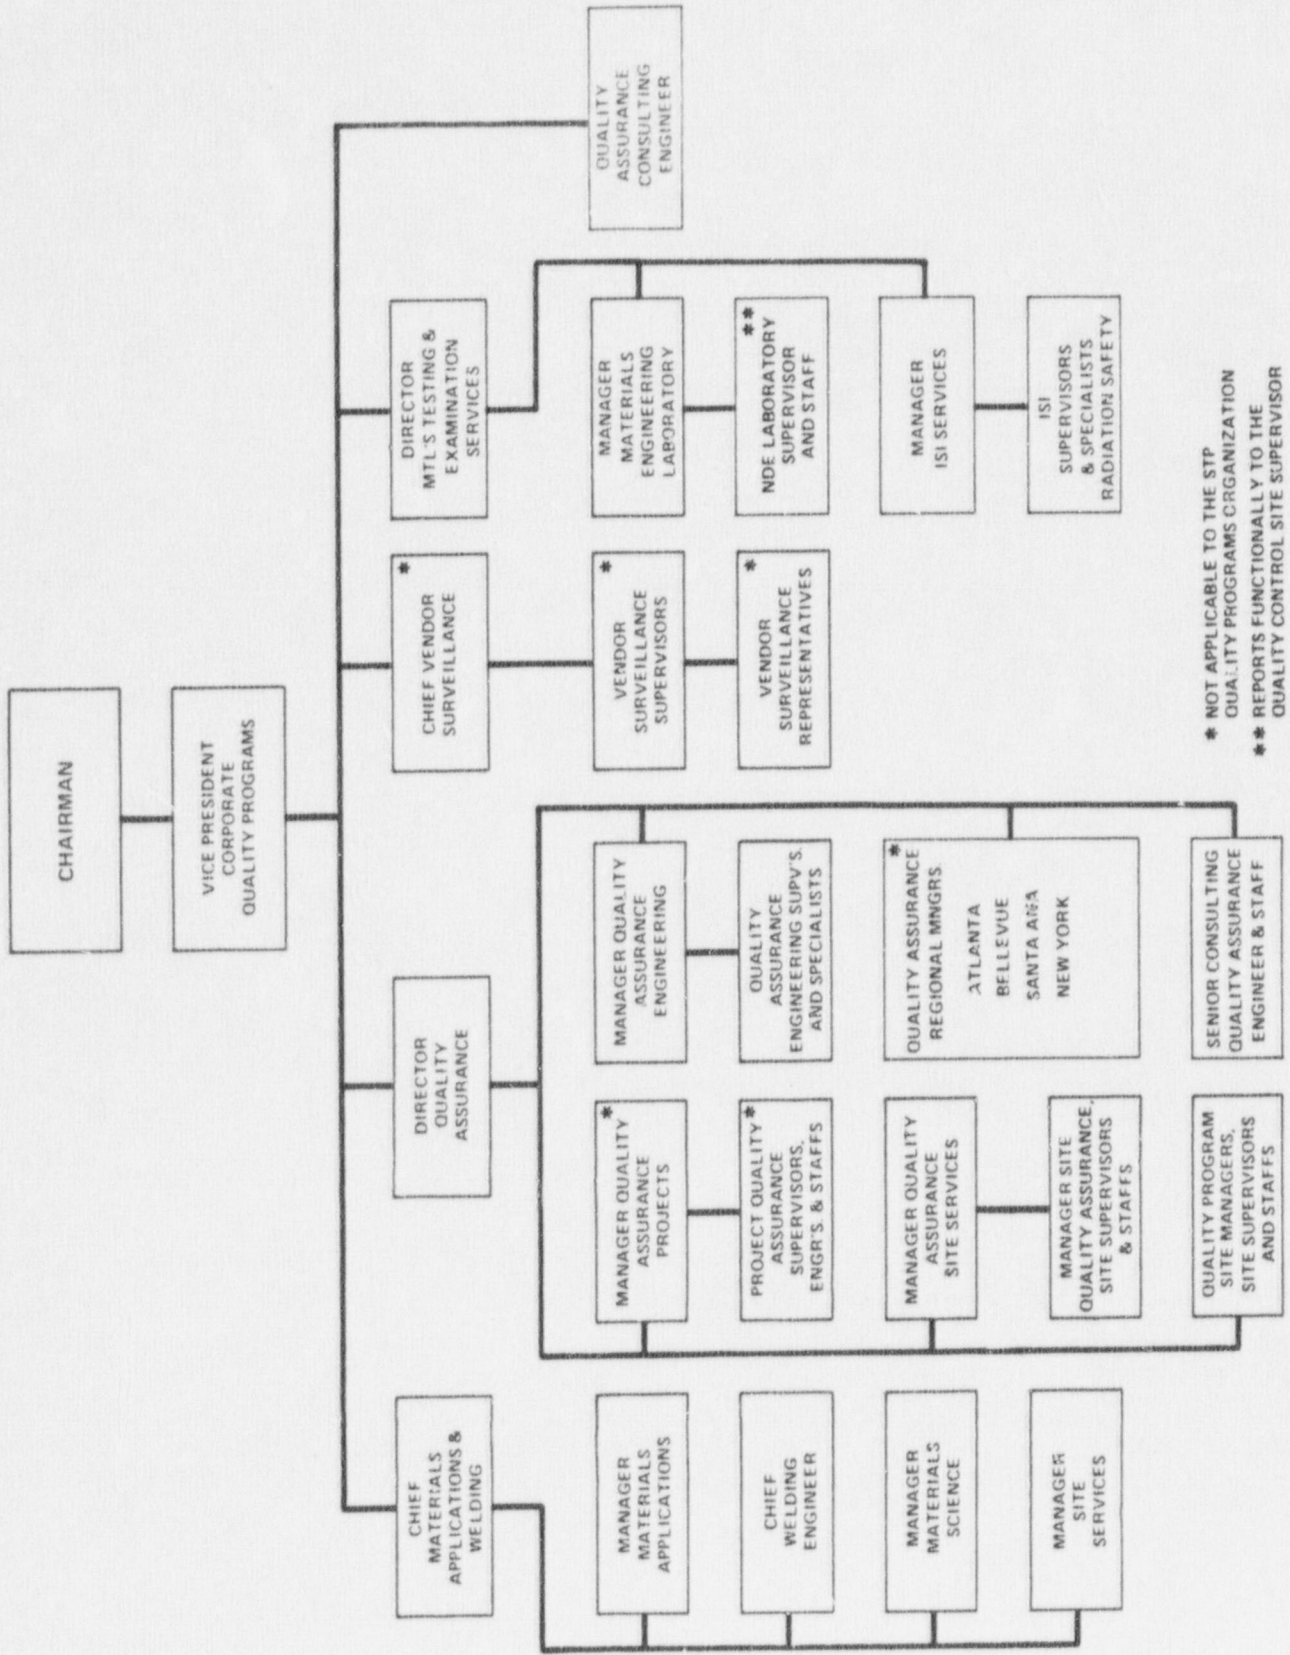 CHAIRMAN
VICE PRESIDENT
CORPORATE
QUALITY PROGRAMS
CHIEF
MATERIALS
APPLICATIONS &
WELDING
DIRECTOR
QUALITY
ASSURANCE
CHIEF VENDOR *
SURVEILLANCE
DIRECTOR
MTL'S TESTING &
EXAMINATION
SERVICES
QUALITY
ASSURANCE
CONSULTING
ENGINEER
MANAGER
MATERIALS
APPLICATIONS
CHIEF
WELDING
ENGINEER
MANAGER
MATERIALS
SCIENCE
MANAGER
SITE
SERVICES
MANAGER QUALITY *
ASSURANCE
PROJECTS
PROJECT QUALITY *
ASSURANCE
SUPERVISORS,
ENGR'S. & STAFFS
MANAGER QUALITY
ASSURANCE
SITE SERVICES
MANAGER SITE
QUALITY ASSURANCE,
SITE SUPERVISORS
& STAFFS
QUALITY PROGRAM
SITE MANAGERS,
SITE SUPERVISORS
AND STAFFS
MANAGER QUALITY
ASSURANCE
ENGINEERING
QUALITY
ASSURANCE
ENGINEERING SUPV'S.
AND SPECIALISTS
QUALITY ASSURANCE *
REGIONAL MNGRS.
ATLANTA
BELLEVUE
SANTA ANA
NEW YORK
SENIOR CONSULTING
QUALITY ASSURANCE
ENGINEER & STAFF
VENDOR *
SURVEILLANCE
SUPERVISORS
VENDOR *
SURVEILLANCE
REPRESENTATIVES
MANAGER
MATERIALS
ENGINEERING
LABORATORY
NDE LABORATORY **
SUPERVISOR
AND STAFF
MANAGER
ISI SERVICES
ISI
SUPERVISORS
& SPECIALISTS
RADIATION SAFETY
* NOT APPLICABLE TO THE STP
QUALITY PROGRAMS ORGANIZATION
** REPORTS FUNCTIONALLY TO THE
QUALITY CONTROL SITE SUPERVISOR